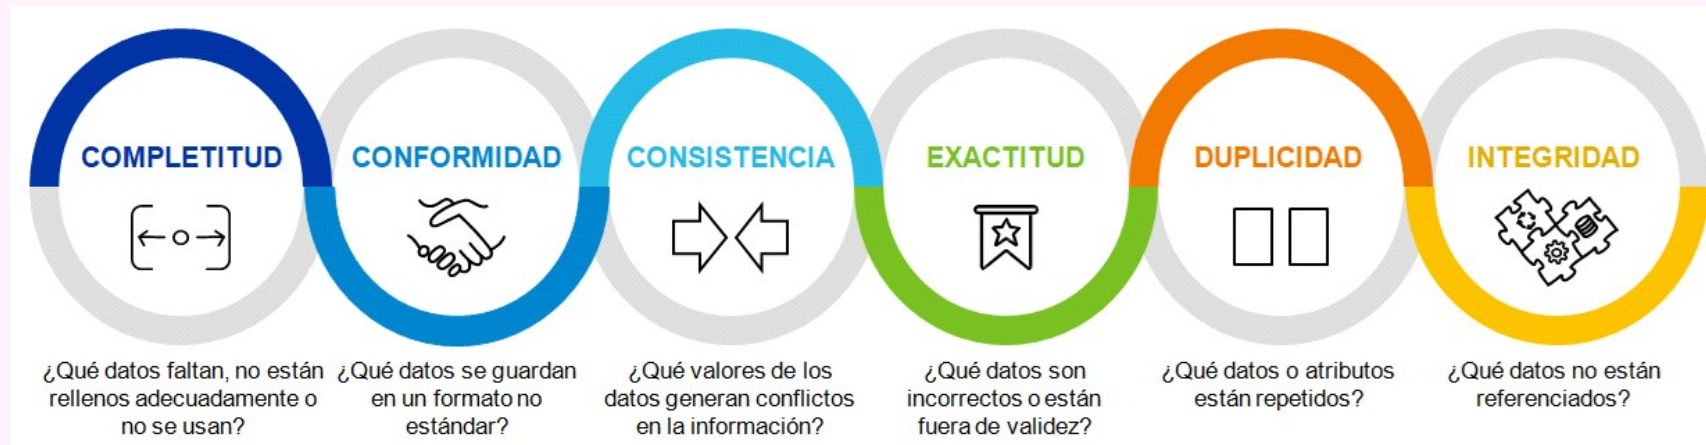 COMPLETITUD
CONFORMIDAD
CONSISTENCIA
EXACTITUD
DUPLICIDAD
INTEGRIDAD
¿Qué datos faltan, no están
rellenos adecuadamente o
no se usan?
¿Qué datos se guardan
en un formato no
estándar?
¿Qué valores de los
datos generan conflictos
en la información?
¿Qué datos son
incorrectos o están
fuera de validez?
¿Qué datos o atributos
están repetidos?
¿Qué datos no están
referenciados?